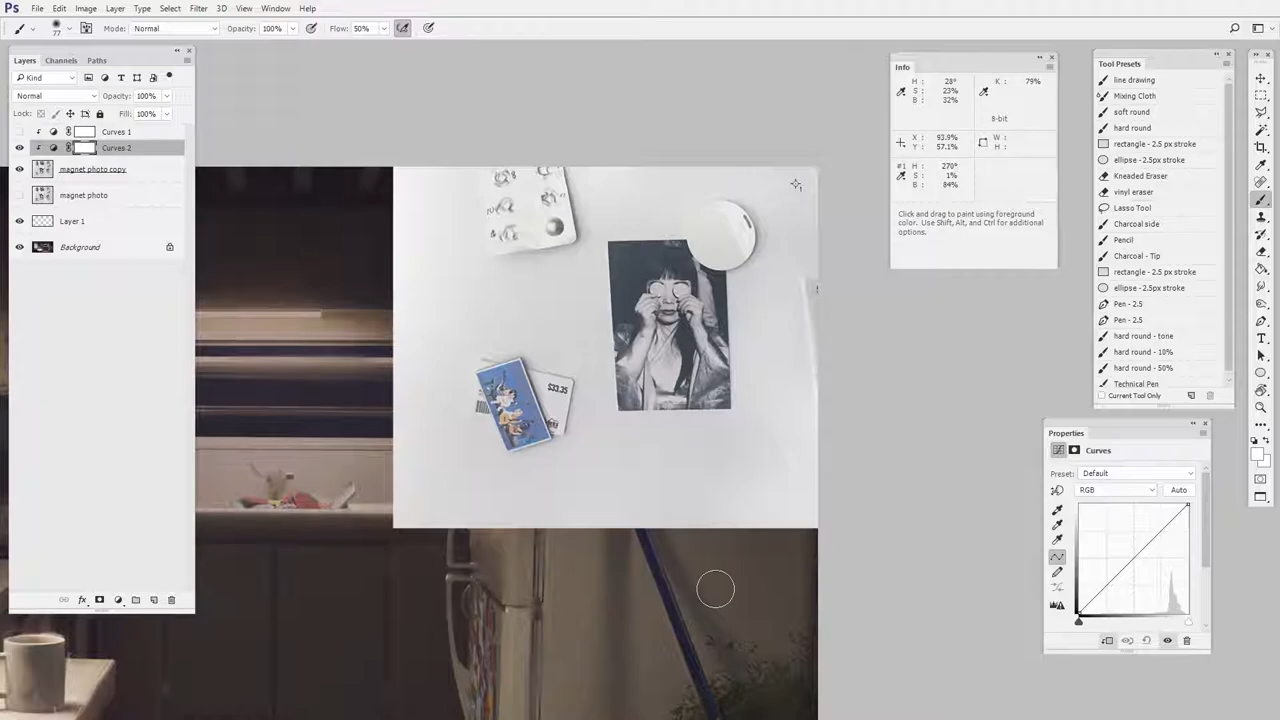 Ps File Edit Image Layer Type Select Filter 3D View Window Help
77 Mode: Normal Opacity: 100% Flow: 50%
Layers Channels Paths
Kind
Normal Opacity: 100%
Lock: Fill: 100%
Curves 1
Curves 2
magnet photo copy
magnet photo
Layer 1
Background
fx
$33.35
Info
H : 28° K : 79%
S : 23%
B : 32%
8-bit
X : 93.9% W :
Y : 57.1% H :
#1 H : 270°
S : 1%
B : 84%
Click and drag to paint using foreground
color. Use Shift, Alt, and Ctrl for additional
options.
Tool Presets
line drawing
Mixing Cloth
soft round
hard round
rectangle - 2.5 px stroke
ellipse - 2.5px stroke
Kneaded Eraser
vinyl eraser
Lasso Tool
Charcoal side
Pencil
Charcoal - Tip
rectangle - 2.5 px stroke
ellipse - 2.5px stroke
Pen - 2.5
Pen - 2.5
hard round - tone
hard round - 10%
hard round - 50%
Technical Pen
Current Tool Only
Properties
Curves
Preset: Default
RGB Auto